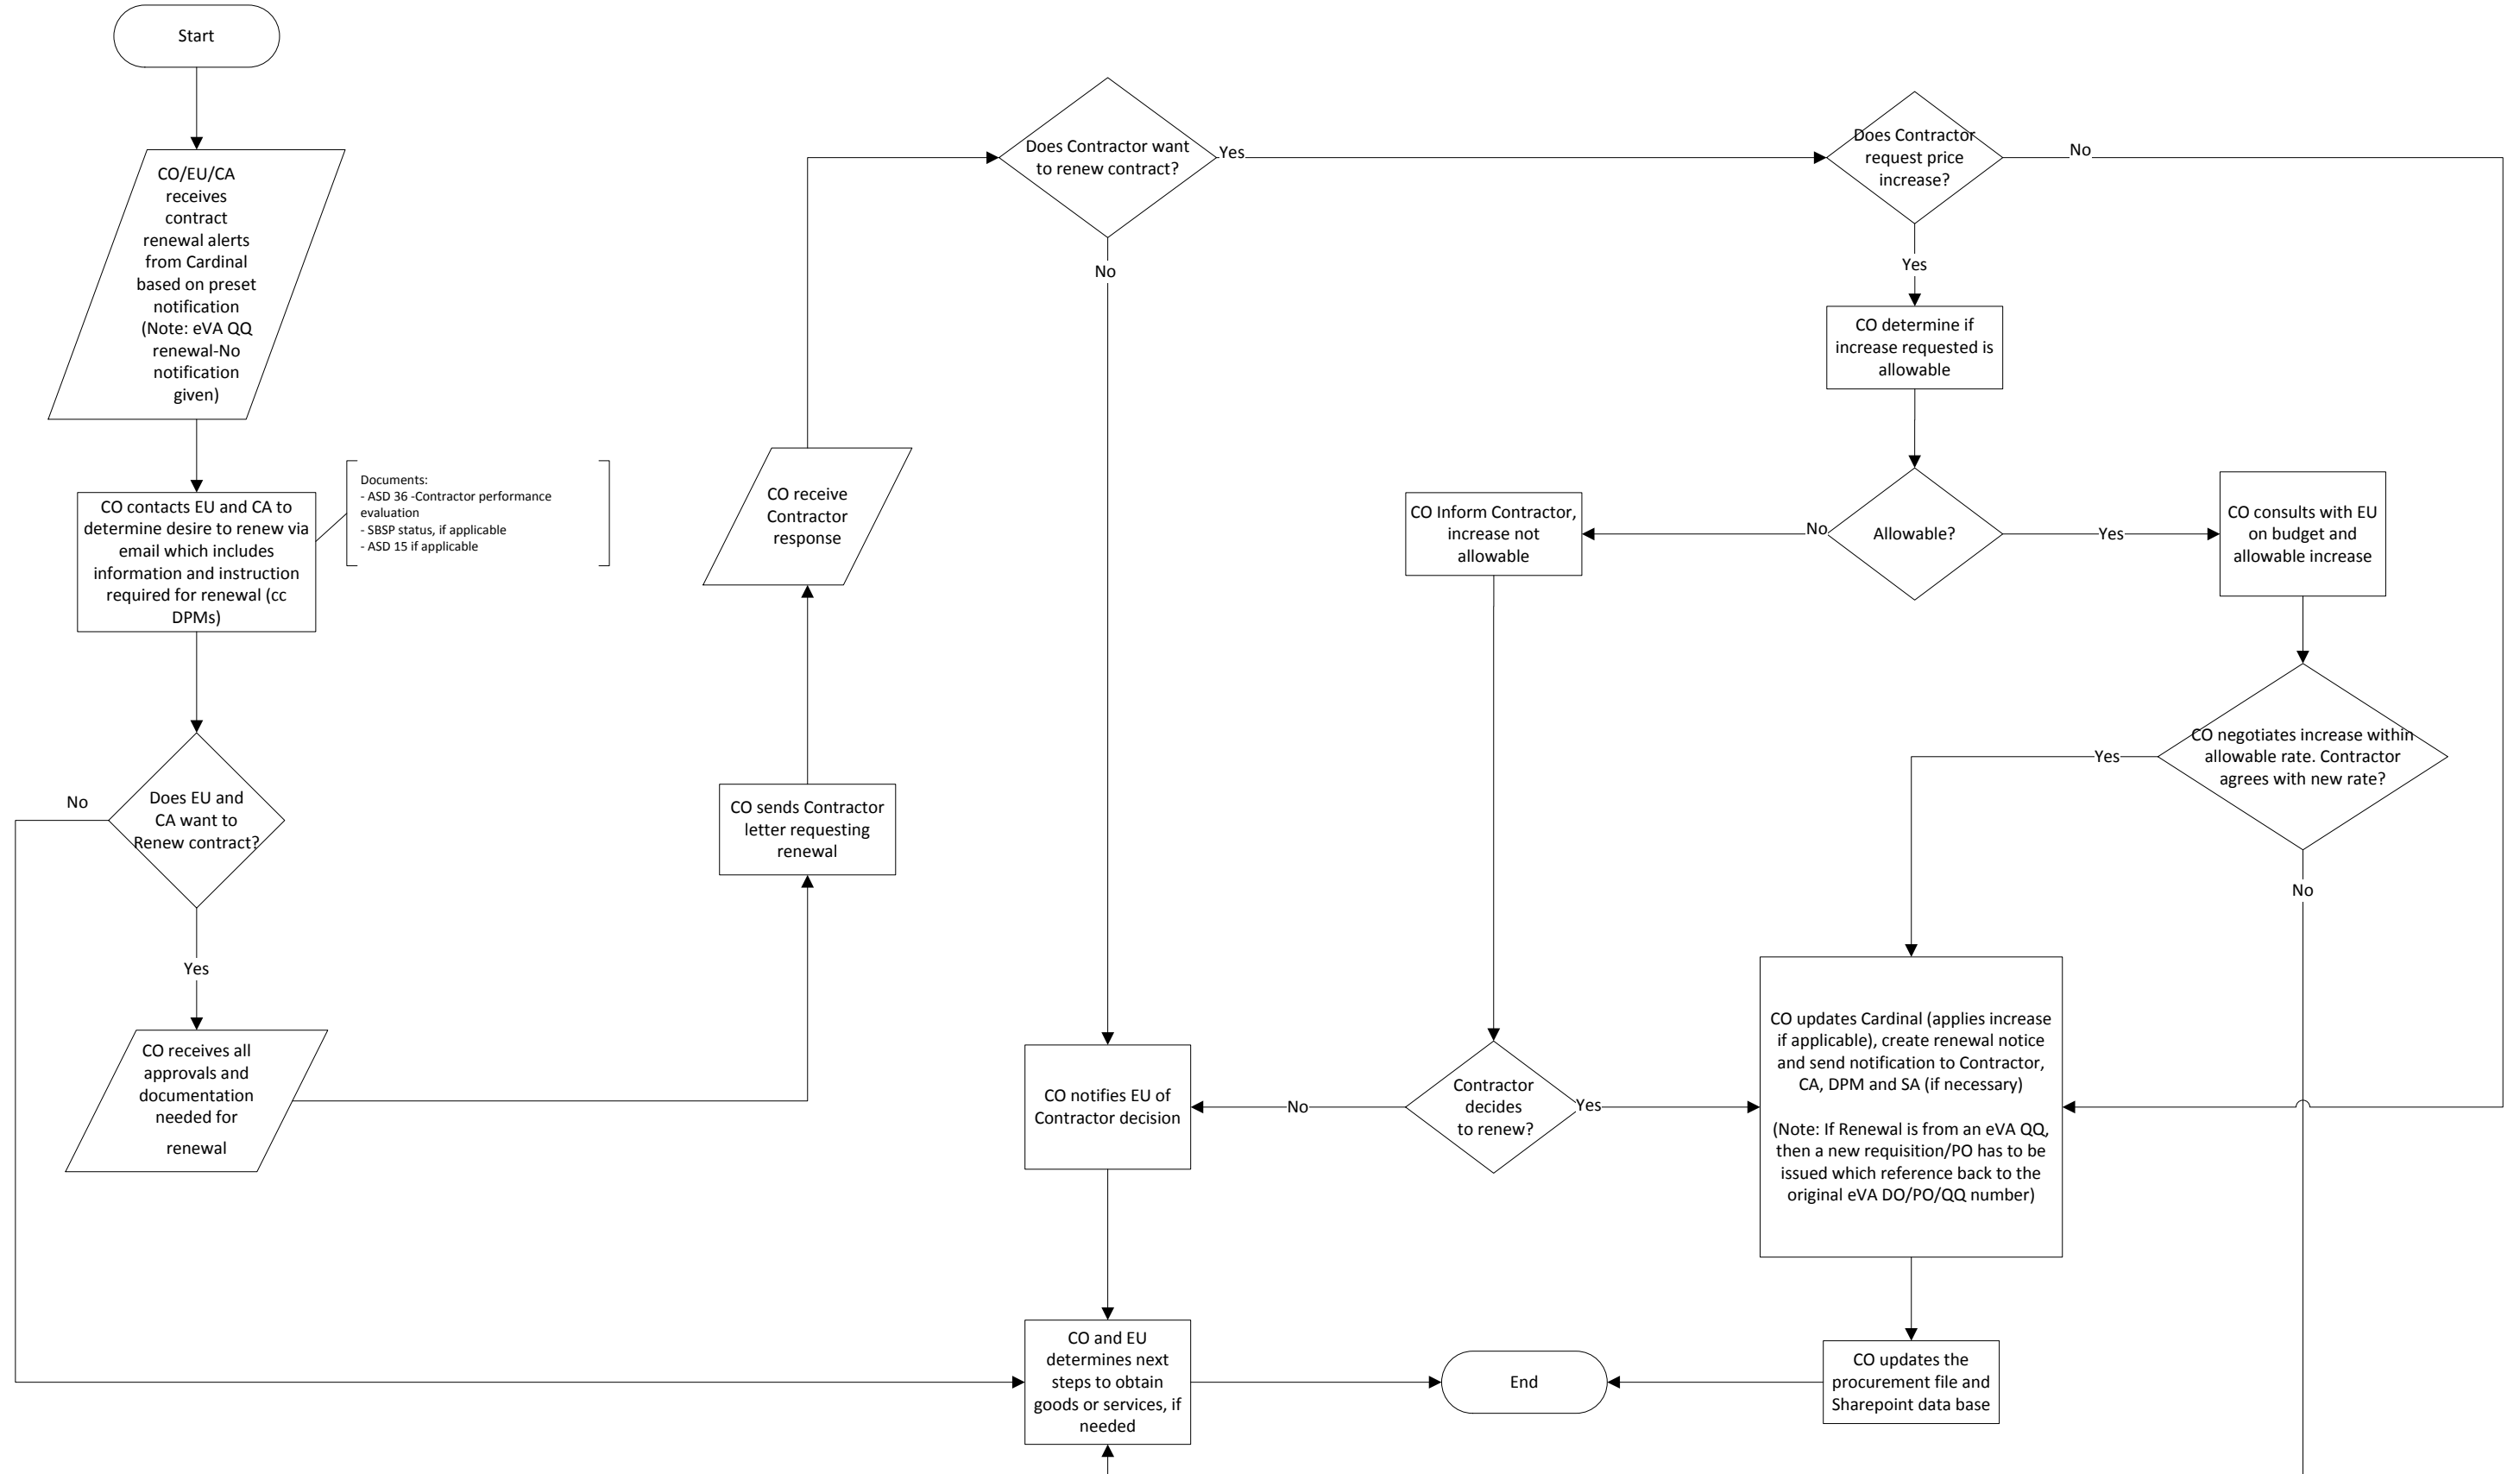 Start
CO/EU/CA
receives
contract
renewal alerts
from Cardinal
based on preset
notification
(Note: eVA QQ
renewal-No
notification
given)
CO contacts EU and CA to
determine desire to renew via
email which includes
information and instruction
required for renewal (cc
DPMs)
Documents:
- ASD 36 -Contractor performance
evaluation
- SBSP status, if applicable
- ASD 15 if applicable
Does EU and
CA want to
Renew contract?
No
Yes
CO receives all
approvals and
documentation
needed for
renewal
CO sends Contractor
letter requesting
renewal
CO receive
Contractor
response
Does Contractor want
to renew contract?
Yes
No
Does Contractor
request price
increase?
No
Yes
CO determine if
increase requested is
allowable
Allowable?
No
Yes
CO Inform Contractor,
increase not
allowable
CO consults with EU
on budget and
allowable increase
CO negotiates increase within
allowable rate. Contractor
agrees with new rate?
Yes
No
Contractor
decides
to renew?
No
Yes
CO notifies EU of
Contractor decision
CO updates Cardinal (applies increase
if applicable), create renewal notice
and send notification to Contractor,
CA, DPM and SA (if necessary)
(Note: If Renewal is from an eVA QQ,
then a new requisition/PO has to be
issued which reference back to the
original eVA DO/PO/QQ number)
CO and EU
determines next
steps to obtain
goods or services, if
needed
End
CO updates the
procurement file and
Sharepoint data base